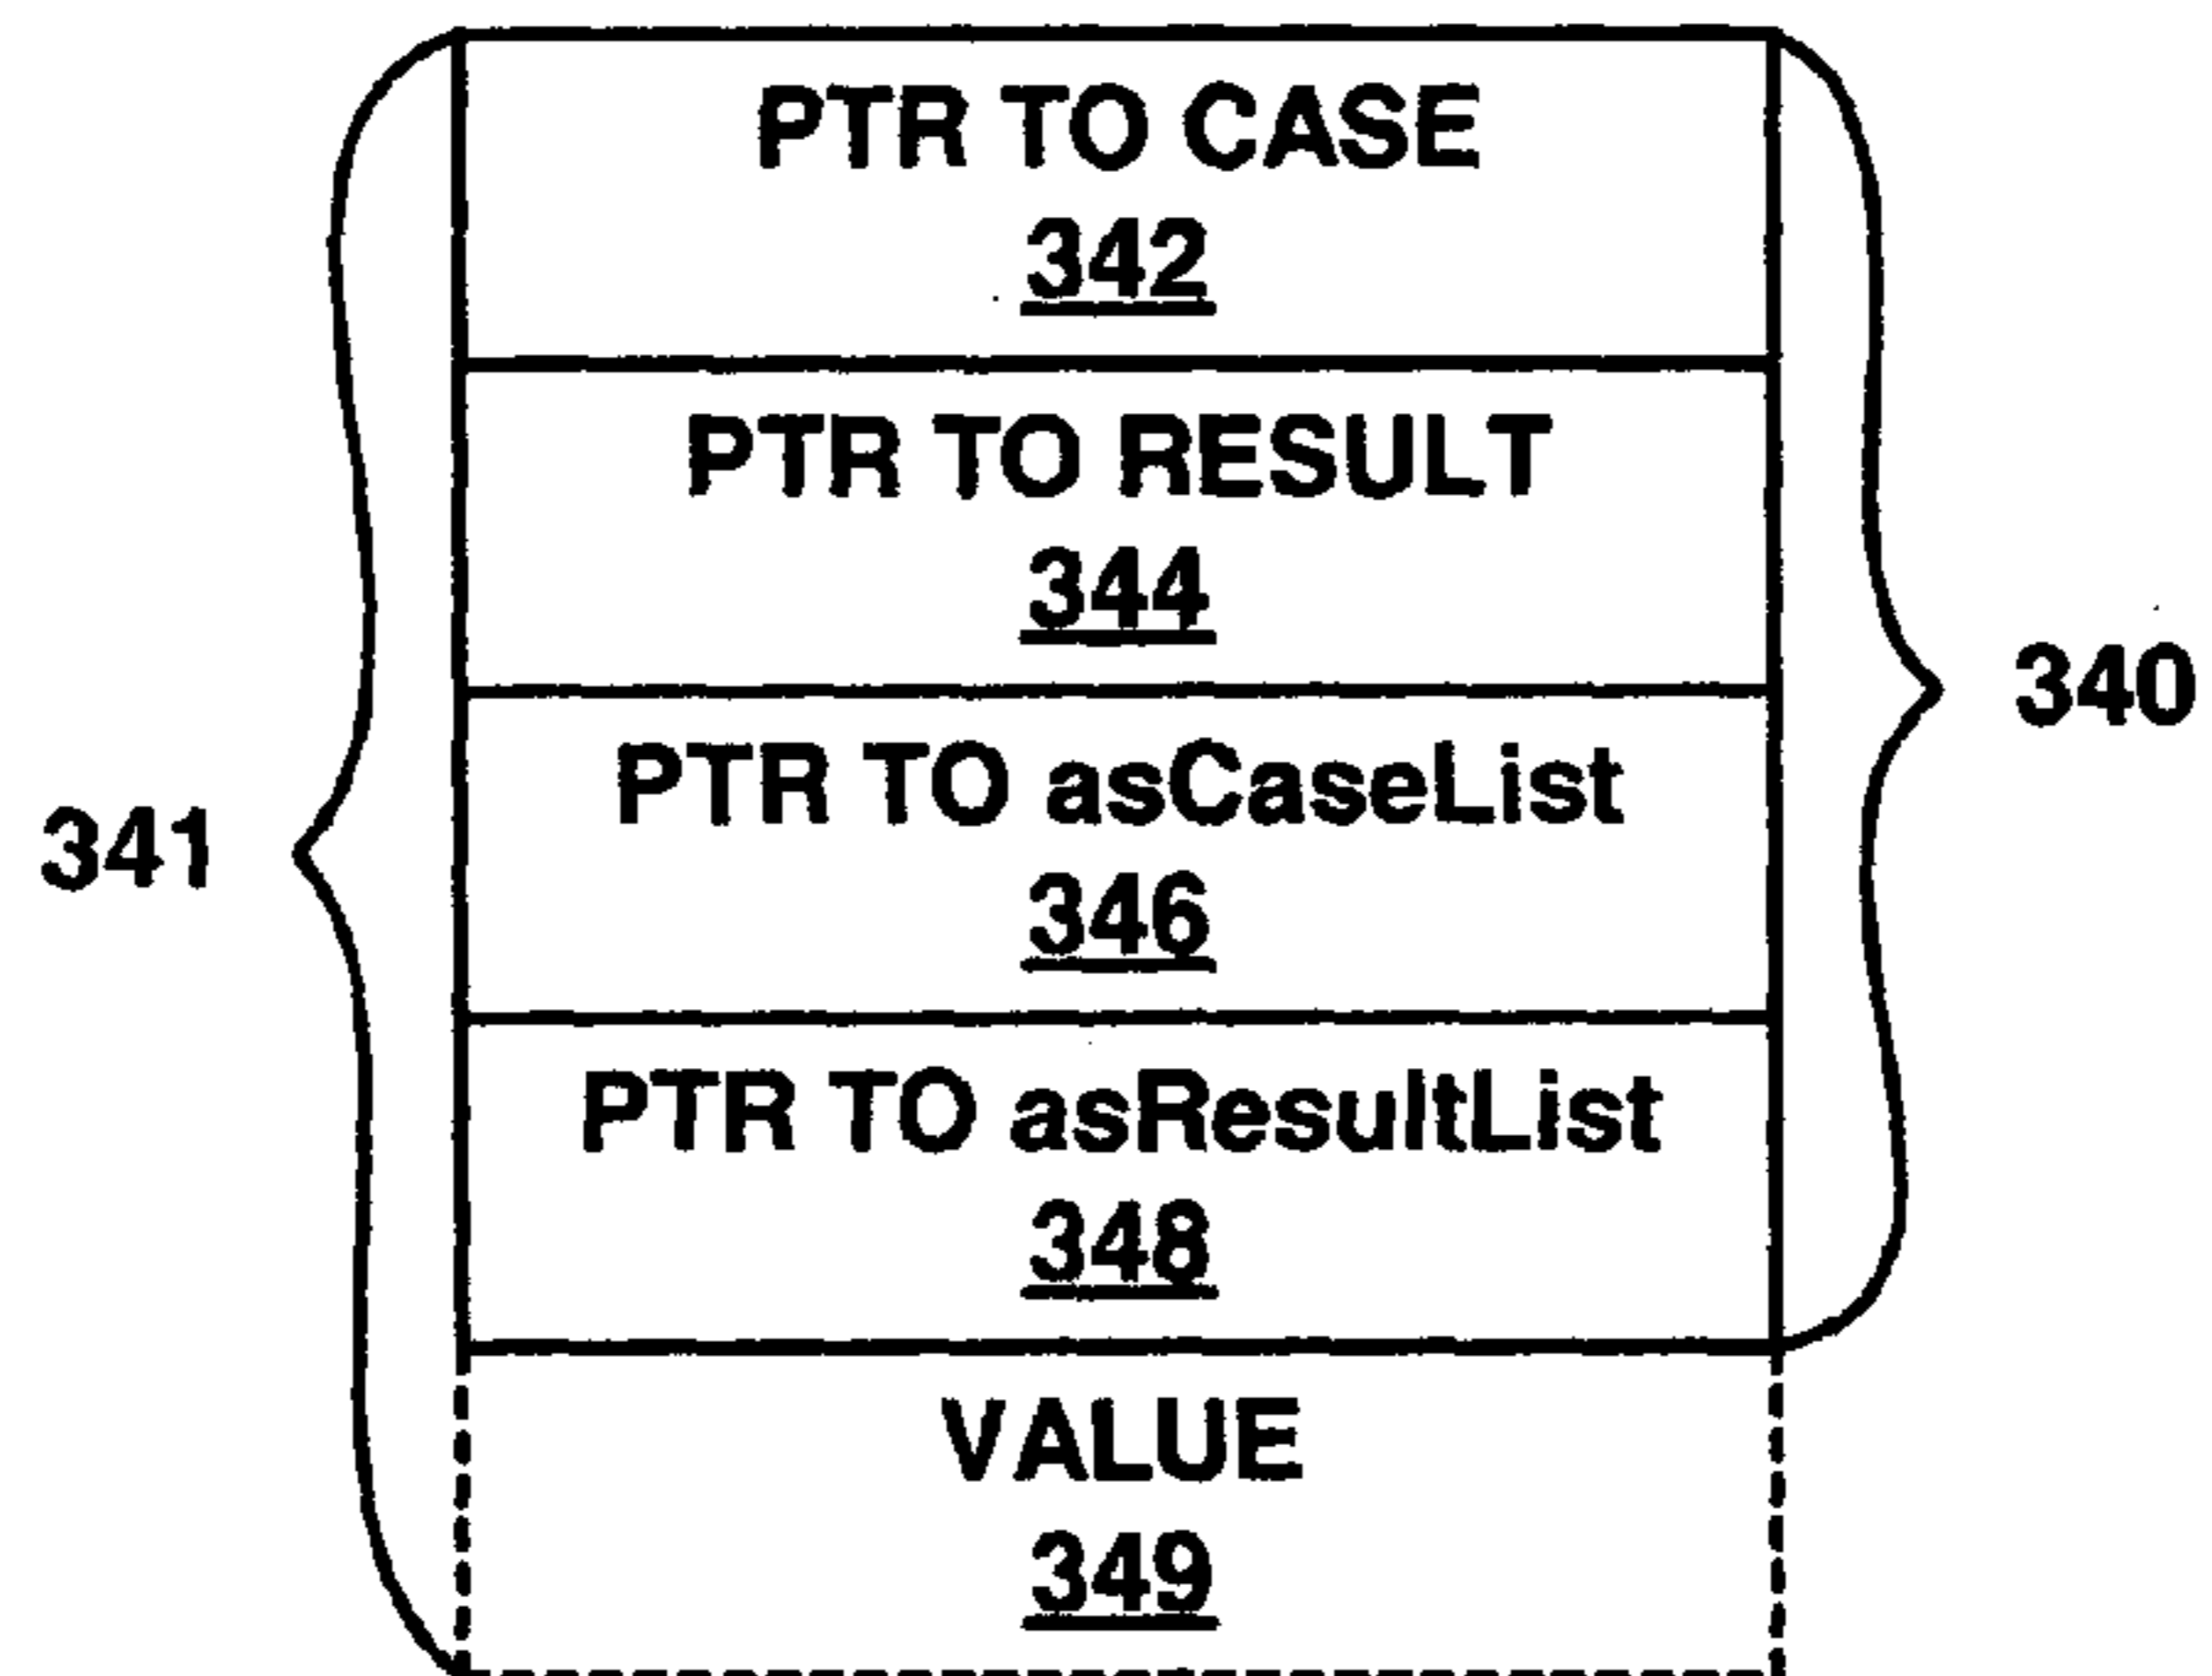 PTR TO CASE
342
PTR TO RESULT
344
340
PTR TO asCaseList
346
341
PTR TO asResultList
348
VALUE
349